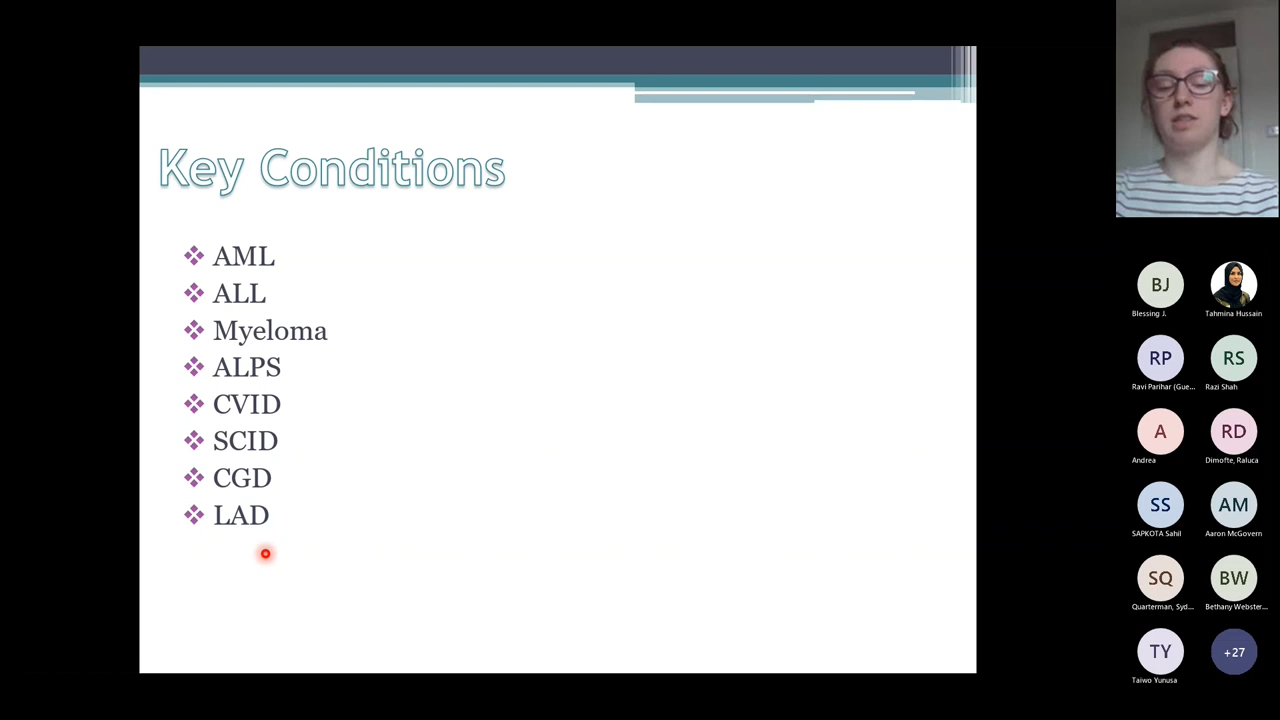 Key Conditions
AML
ALL
Myeloma
ALPS
CVID
SCID
CGD
LAD
BJ
Blessing J.
Tahmina Hussain
RP
RS
Ravi Parihar (Gue...
Razi Shah
A
RD
Andrea
Dimofte, Raluca
SS
AM
SAPKOTA Sahil
Aaron McGovern
SQ
BW
Quarterman, Syd...
Bethany Webster...
TY
+27
Taiwo Yunusa